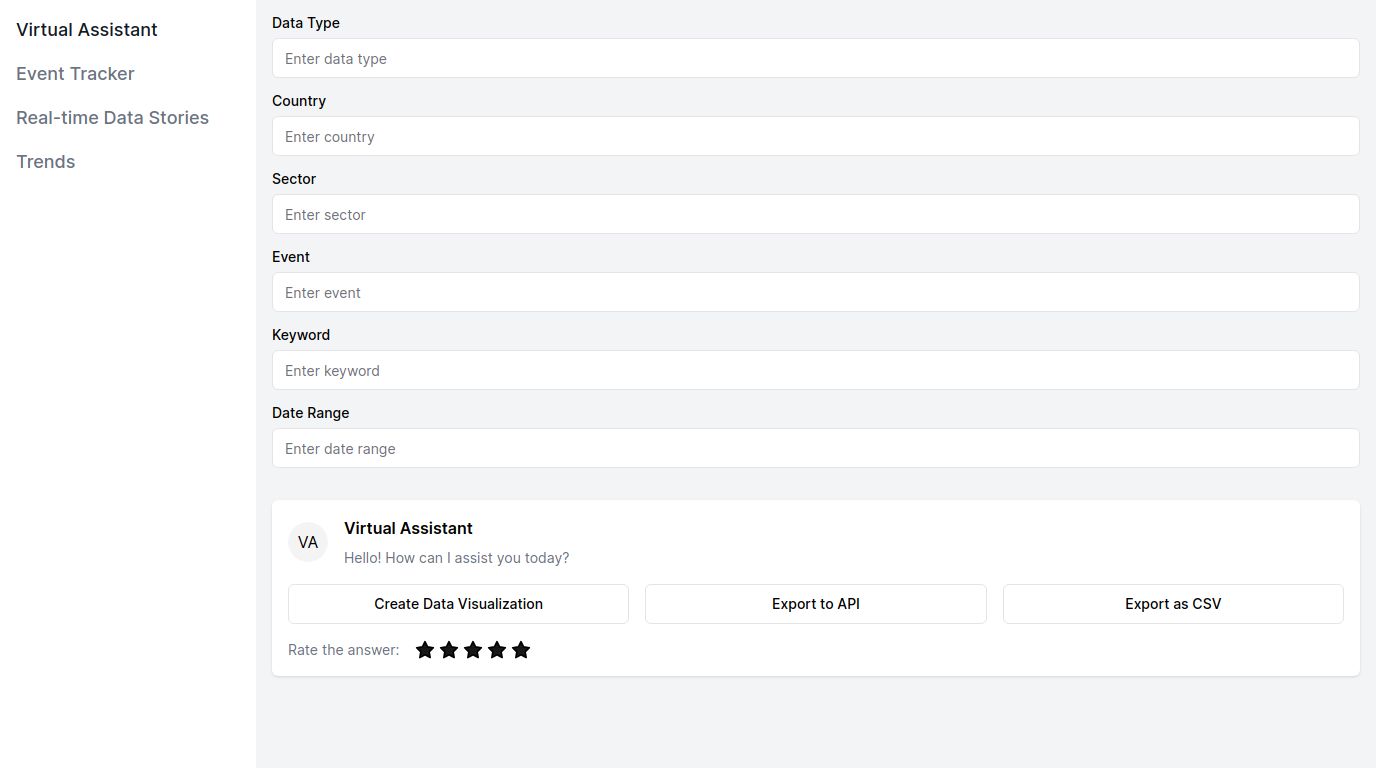 Virtual Assistant
Event Tracker
Real-time Data Stories
Trends
Data Type
Enter data type
Country
Enter country
Sector
Enter sector
Event
Enter event
Keyword
Enter keyword
Date Range
Enter date range
VA
Virtual Assistant
Hello! How can I assist you today?
Create Data Visualization
Export to API
Export as CSV
Rate the answer: